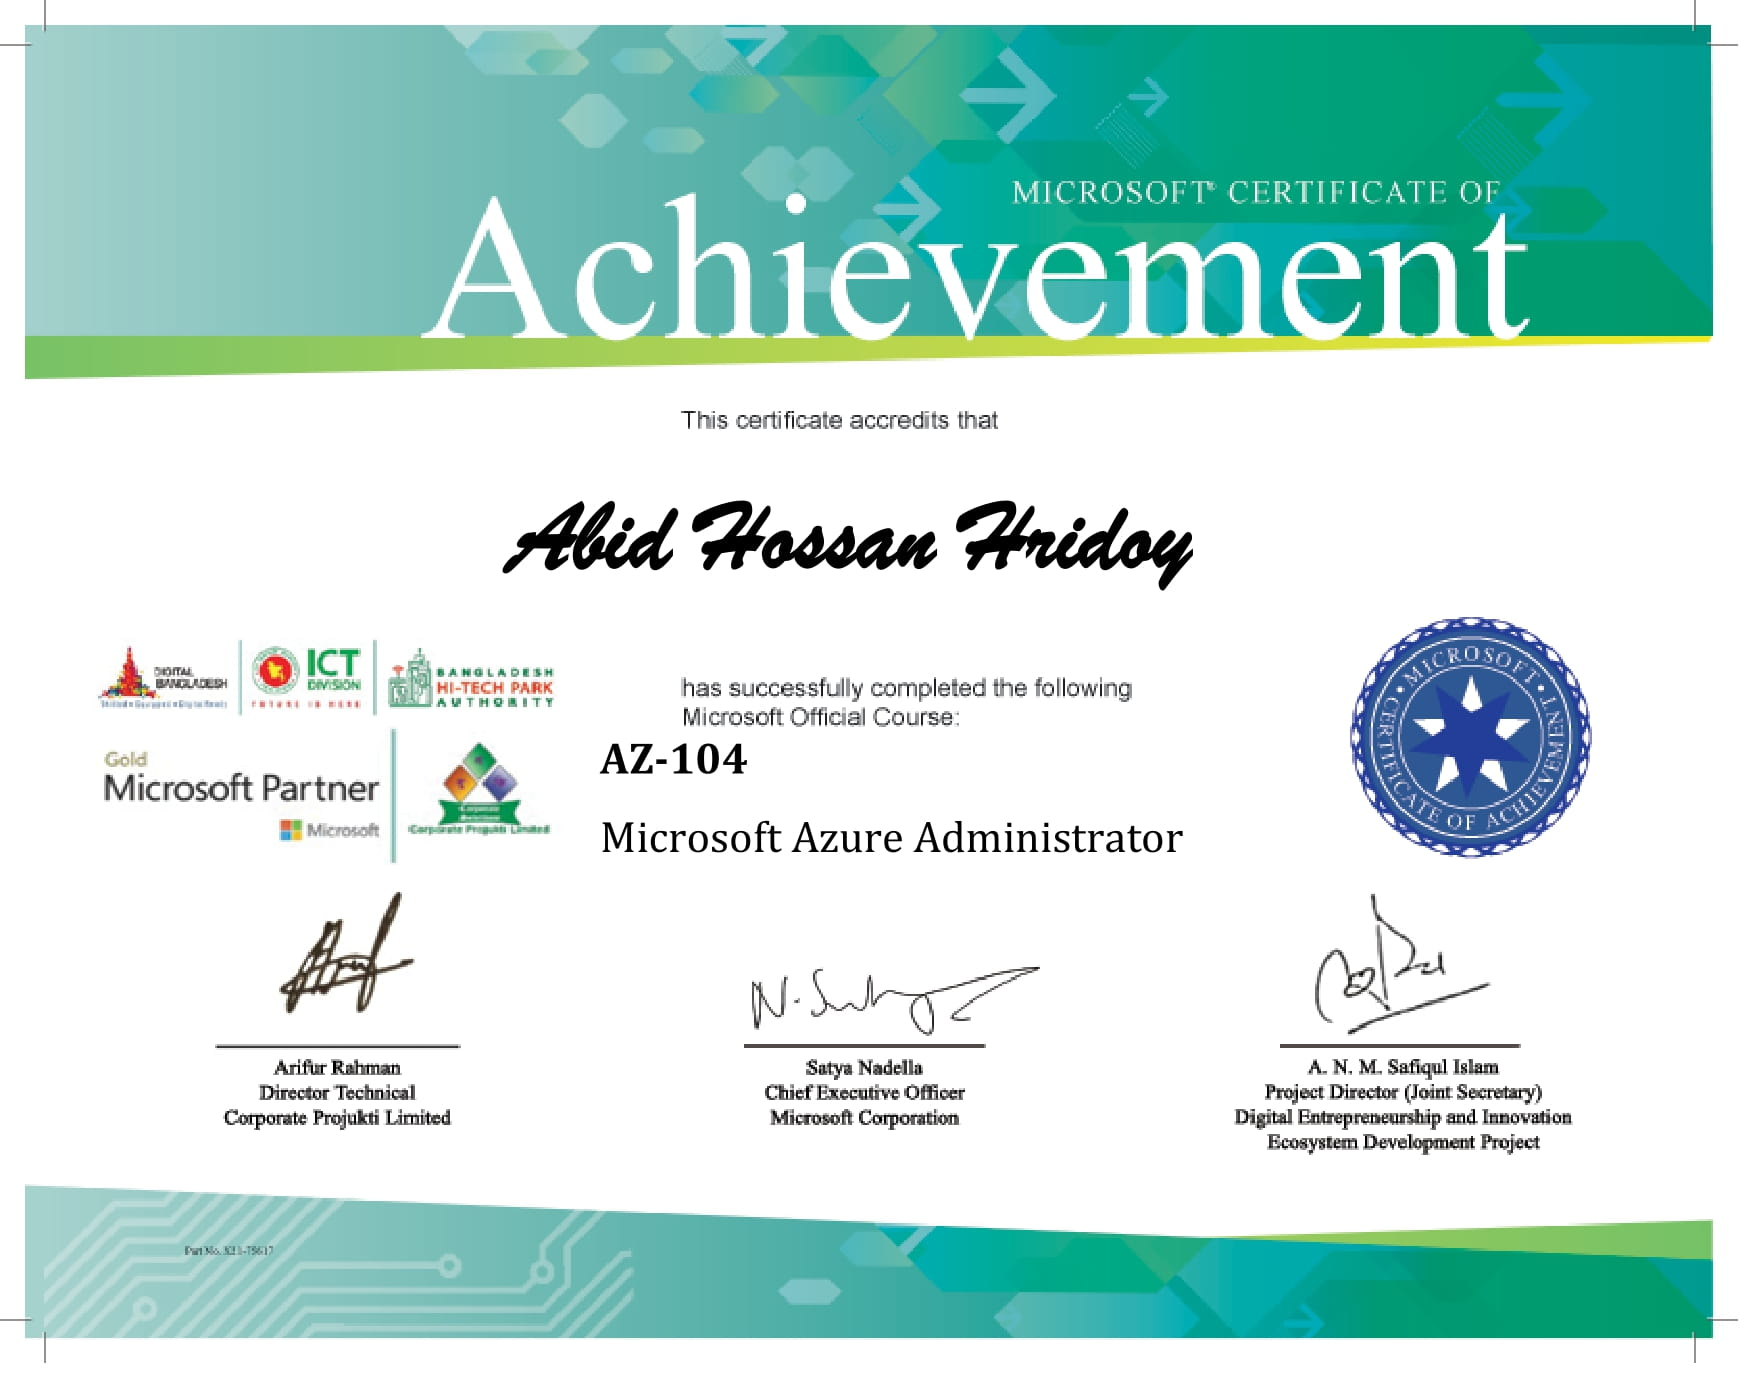 MICROSOFT® CERTIFICATE OF
Achievement
This certificate accredits that
Abid Hossan Hridoy
DIGITAL
BANGLADESH
ICT
DIVISION
FUTURE IS HERE
BANGLADESH
HI-TECH PARK
AUTHORITY
has successfully completed the following
Microsoft Official Course:
AZ-104
Microsoft Azure Administrator
Gold
Microsoft Partner
Microsoft
Corporate Projukti Limited
MICROSOFT
CERTIFICATE OF ACHIEVEMENT
Arifur Rahman
Director Technical
Corporate Projukti Limited
Satya Nadella
Chief Executive Officer
Microsoft Corporation
A. N. M. Safiqul Islam
Project Director (Joint Secretary)
Digital Entrepreneurship and Innovation
Ecosystem Development Project
Part No.